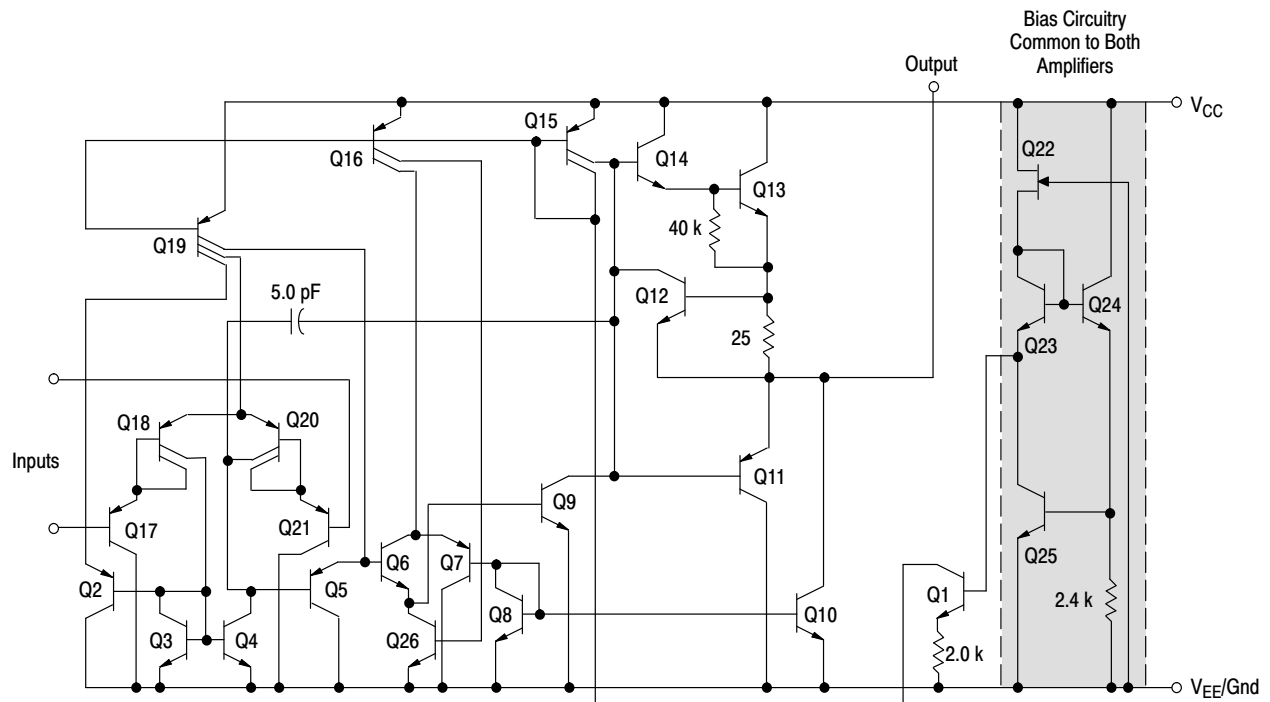 Bias Circuitry
Common to Both
Amplifiers
Output
V_CC
Q15
Q22
Q16
Q14
Q13
40 k
Q19
5.0 pF
Q12
Q24
25
Q23
Q18
Q20
Inputs
Q11
Q9
Q17
Q21
Q25
Q6
Q7
Q2
Q5
Q1
2.4 k
Q8
Q10
Q3
Q4
Q26
2.0 k
V_EE/Gnd